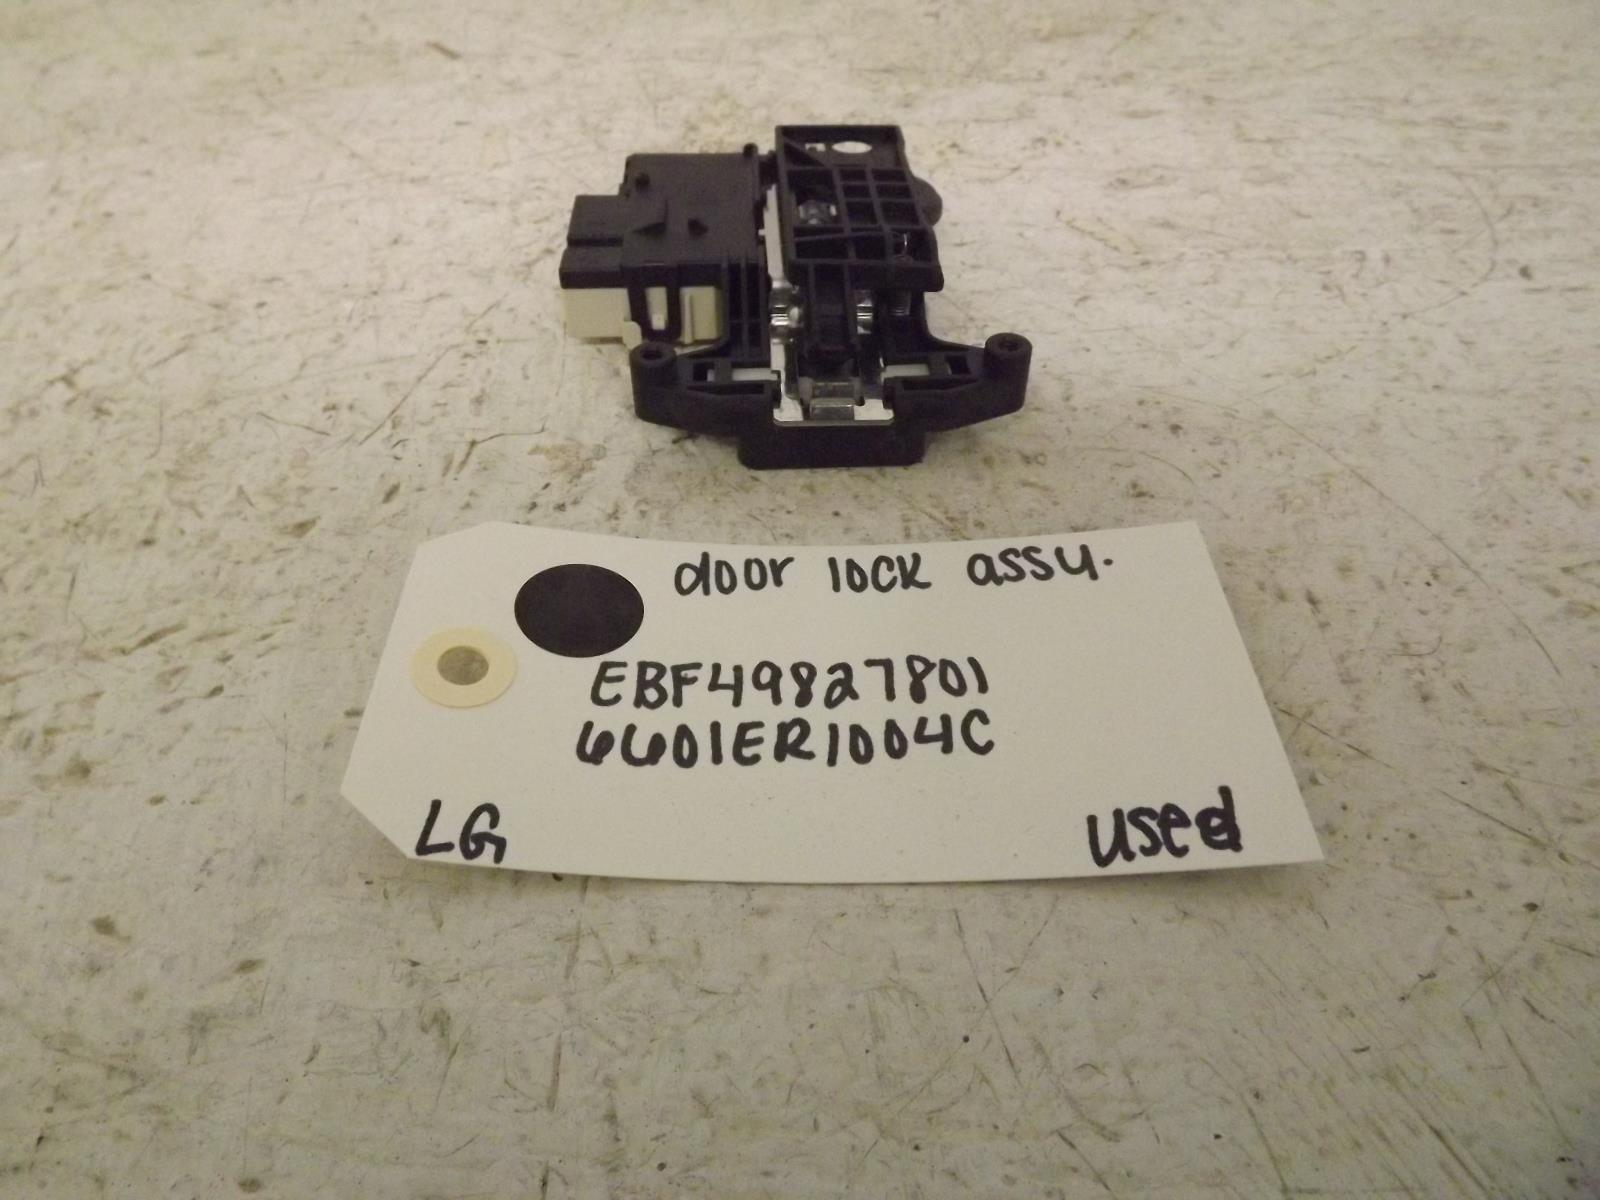 door lock assy.
EBF49827801
6601ER1004C
LG
used